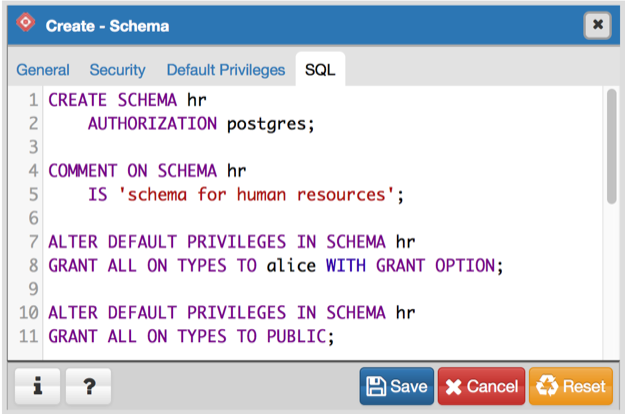 Create - Schema
General Security Default Privileges SQL
1 CREATE SCHEMA hr
2 AUTHORIZATION postgres;
3
4 COMMENT ON SCHEMA hr
5 IS 'schema for human resources';
6
7 ALTER DEFAULT PRIVILEGES IN SCHEMA hr
8 GRANT ALL ON TYPES TO alice WITH GRANT OPTION;
9
10 ALTER DEFAULT PRIVILEGES IN SCHEMA hr
11 GRANT ALL ON TYPES TO PUBLIC;
i ? Save Cancel Reset